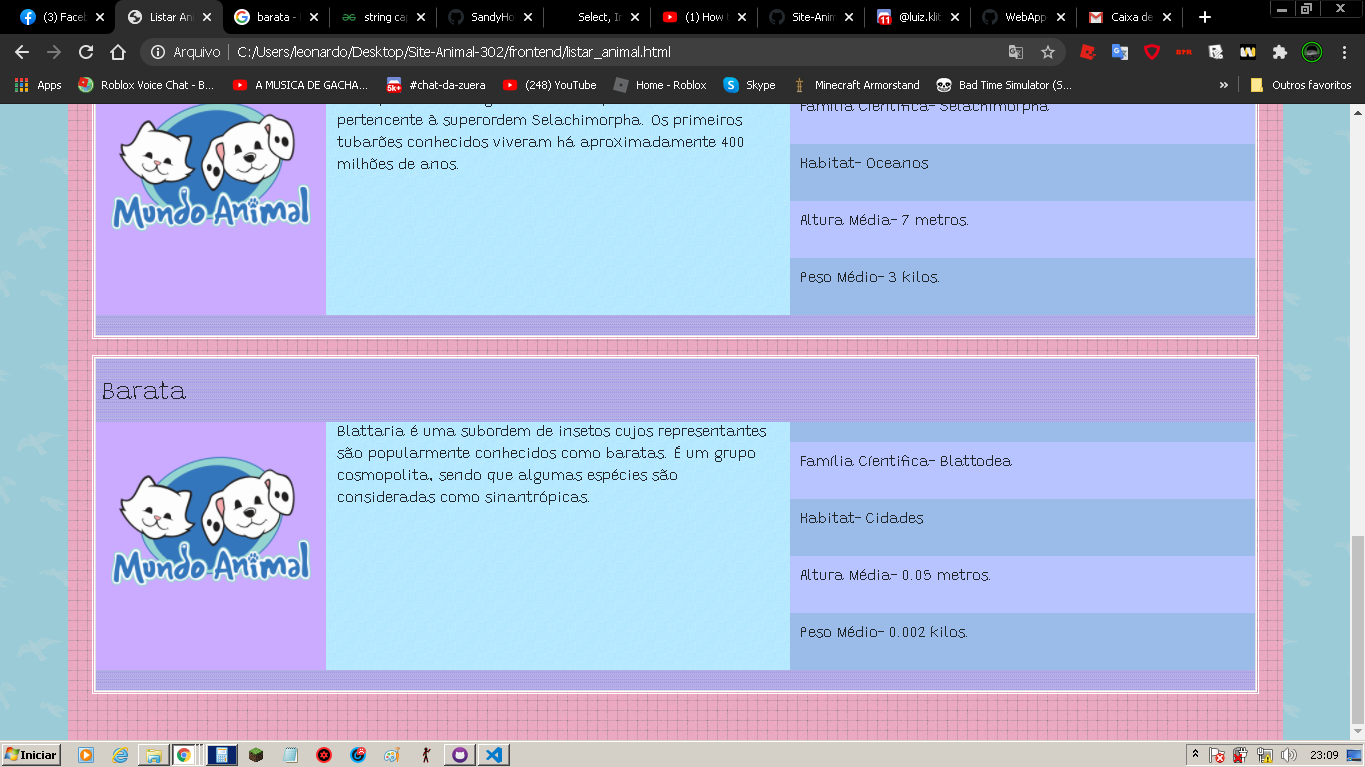 (3) Faceb
Listar Ani
barata -
string cap
SandyHo
Select, In
(1) How
Site-Anim
@luiz.klt
WebApp
Caixa de
Arquivo | C:/Users/leonardo/Desktop/Site-Animal-302/frontend/listar_animal.html
Apps
Roblox Voice Chat - B...
A MUSICA DE GACHA...
#chat-da-zuera
(248) YouTube
Home - Roblox
Skype
Minecraft Armorstand
Bad Time Simulator (S...
» Outros favoritos
pertencente à superordem Selachimorpha. Os primeiros
tubarões conhecidos viveram há aproximadamente 400
milhões de anos.
Mundo Animal
Família Científica- Selachimorpha
Habitat- Oceanos
Altura Média- 7 metros.
Peso Médio- 3 kilos.
Barata
Mundo Animal
Blattaria é uma subordem de insetos cujos representantes
são popularmente conhecidos como baratas. É um grupo
cosmopolita, sendo que algumas espécies são
consideradas como sinantrópicas.
Família Científica- Blattodea
Habitat- Cidades
Altura Média- 0.05 metros.
Peso Médio- 0.002 kilos.
Iniciar
23:09